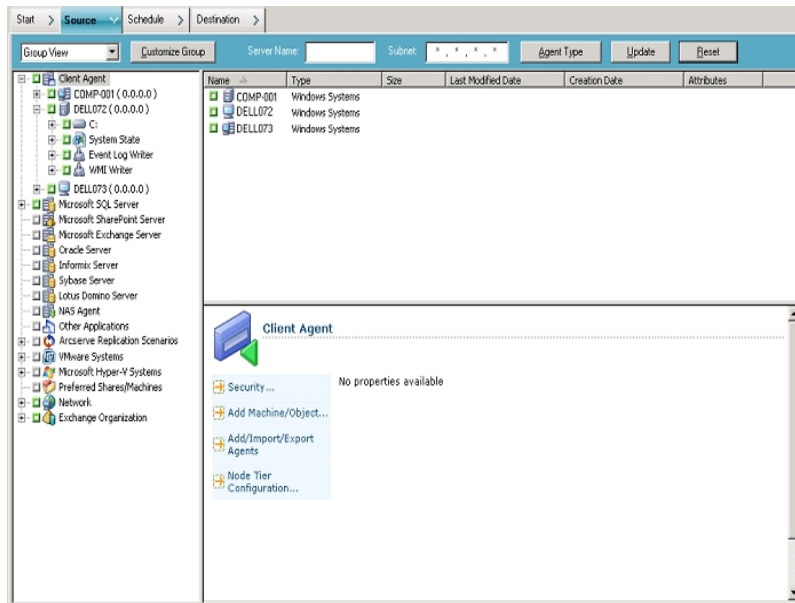 Start > Source Schedule > Destination >
Group View Customize Group Server Name: Subnet: * . * . * . * Agent Type Update Reset
Client Agent
COMP-001 ( 0.0.0.0 )
DELL072 ( 0.0.0.0 )
C:
System State
Event Log Writer
WMI Writer
DELL073 ( 0.0.0.0 )
Microsoft SQL Server
Microsoft SharePoint Server
Microsoft Exchange Server
Oracle Server
Informix Server
Sybase Server
Lotus Domino Server
NAS Agent
Other Applications
Arcserve Replication Scenarios
VMware Systems
Microsoft Hyper-V Systems
Preferred Shares/Machines
Network
Exchange Organization
Name Type Size Last Modified Date Creation Date Attributes
COMP-001 Windows Systems
DELL072 Windows Systems
DELL073 Windows Systems
Client Agent
Security...
Add Machine/Object...
Add/Import/Export
Agents
Node Tier
Configuration...
No properties available